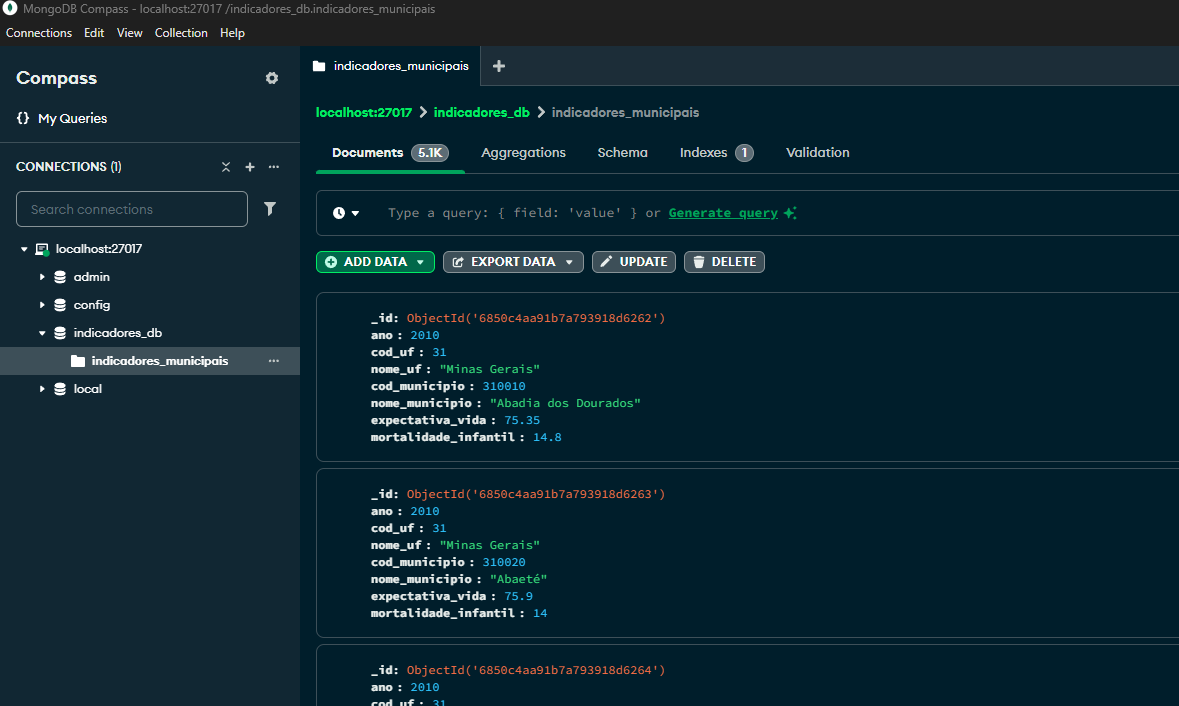 MongoDB Compass - localhost:27017 /indicadores_db.indicadores_municipais
Connections Edit View Collection Help
Compass
{} My Queries
CONNECTIONS (1)
Search connections
localhost:27017
admin
config
indicadores_db
indicadores_municipais
local
indicadores_municipais
localhost:27017 > indicadores_db > indicadores_municipais
Documents 5.1K Aggregations Schema Indexes 1 Validation
Type a query: { field: 'value' } or Generate query
ADD DATA EXPORT DATA UPDATE DELETE
_id: ObjectId('6850c4aa91b7a793918d6262')
ano : 2010
cod_uf : 31
nome_uf : "Minas Gerais"
cod_municipio : 310010
nome_municipio : "Abadia dos Dourados"
expectativa_vida : 75.35
mortalidade_infantil : 14.8
_id: ObjectId('6850c4aa91b7a793918d6263')
ano : 2010
cod_uf : 31
nome_uf : "Minas Gerais"
cod_municipio : 310020
nome_municipio : "Abaeté"
expectativa_vida : 75.9
mortalidade_infantil : 14
_id: ObjectId('6850c4aa91b7a793918d6264')
ano : 2010
cod_uf : 31